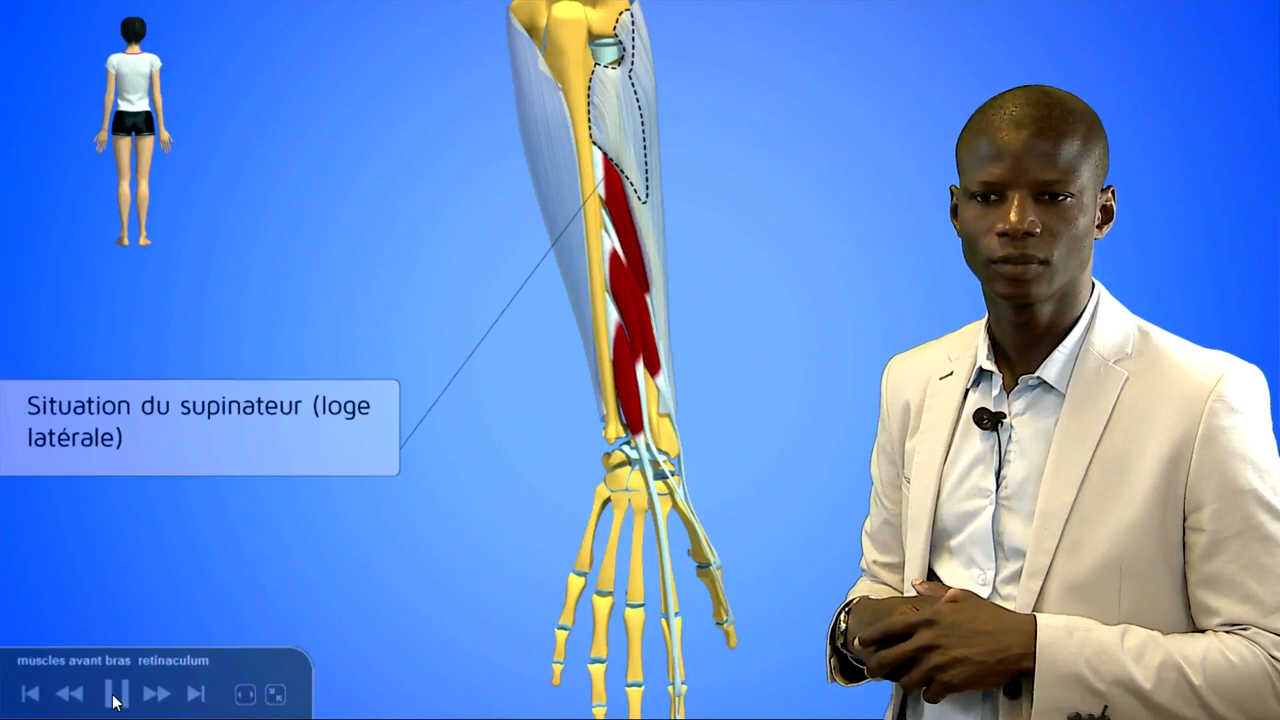 Situation du supinateur (loge
latérale)
muscles avant bras retinaculum